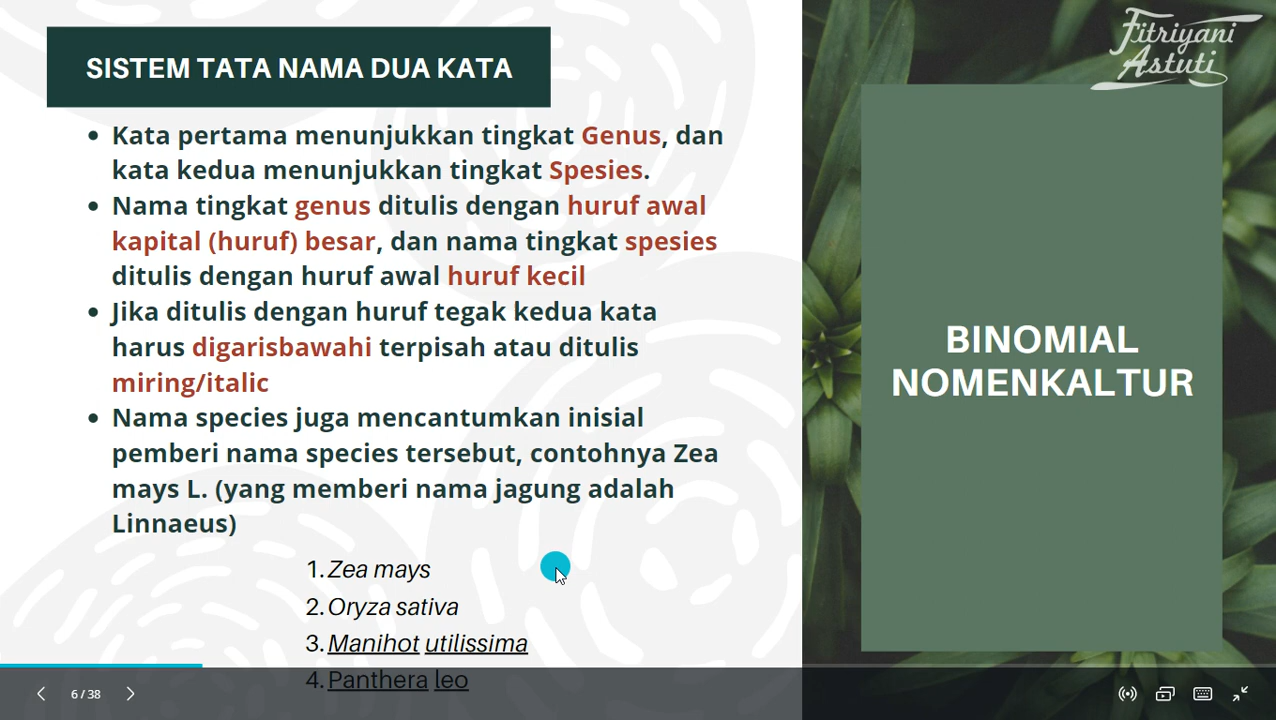 Fitriyani
Astuti
SISTEM TATA NAMA DUA KATA
• Kata pertama menunjukkan tingkat Genus, dan
kata kedua menunjukkan tingkat Spesies.
• Nama tingkat genus ditulis dengan huruf awal
kapital (huruf) besar, dan nama tingkat spesies
ditulis dengan huruf awal huruf kecil
• Jika ditulis dengan huruf tegak kedua kata
harus digarisbawahi terpisah atau ditulis
miring/italic
• Nama species juga mencantumkan inisial
pemberi nama species tersebut, contohnya Zea
mays L. (yang memberi nama jagung adalah
Linnaeus)
1. Zea mays
2. Oryza sativa
3. Manihot utilissima
4. Panthera leo
BINOMIAL
NOMENKALTUR
6 / 38